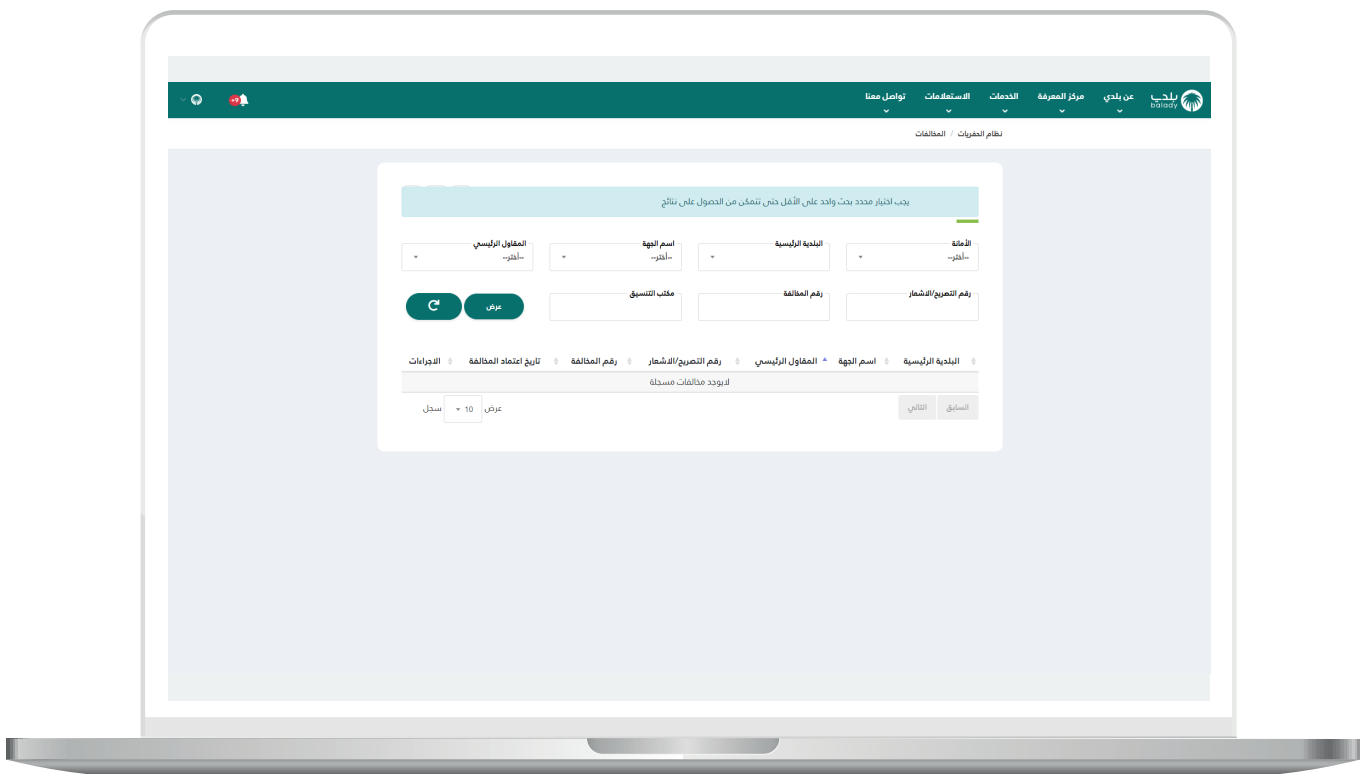 بلدي balady عن بلدي مركز المعرفة الخدمات الاستعلامات تواصل معنا +9
نظام الحفريات / المخالفات
يجب اختيار محدد بحث واحد على الأقل حتى تتمكن من الحصول على نتائج
الأمانة البلدية الرئيسية اسم الجهة المقاول الرئيسي
--أختر-- --أختر-- --أختر--
رقم التصريح/الاشعار رقم المخالفة مكتب التنسيق
عرض
البلدية الرئيسية اسم الجهة المقاول الرئيسي رقم التصريح/الاشعار رقم المخالفة تاريخ اعتماد المخالفة الاجراءات
لايوجد مخالفات مسجلة
السابق التالي عرض 10 سجل